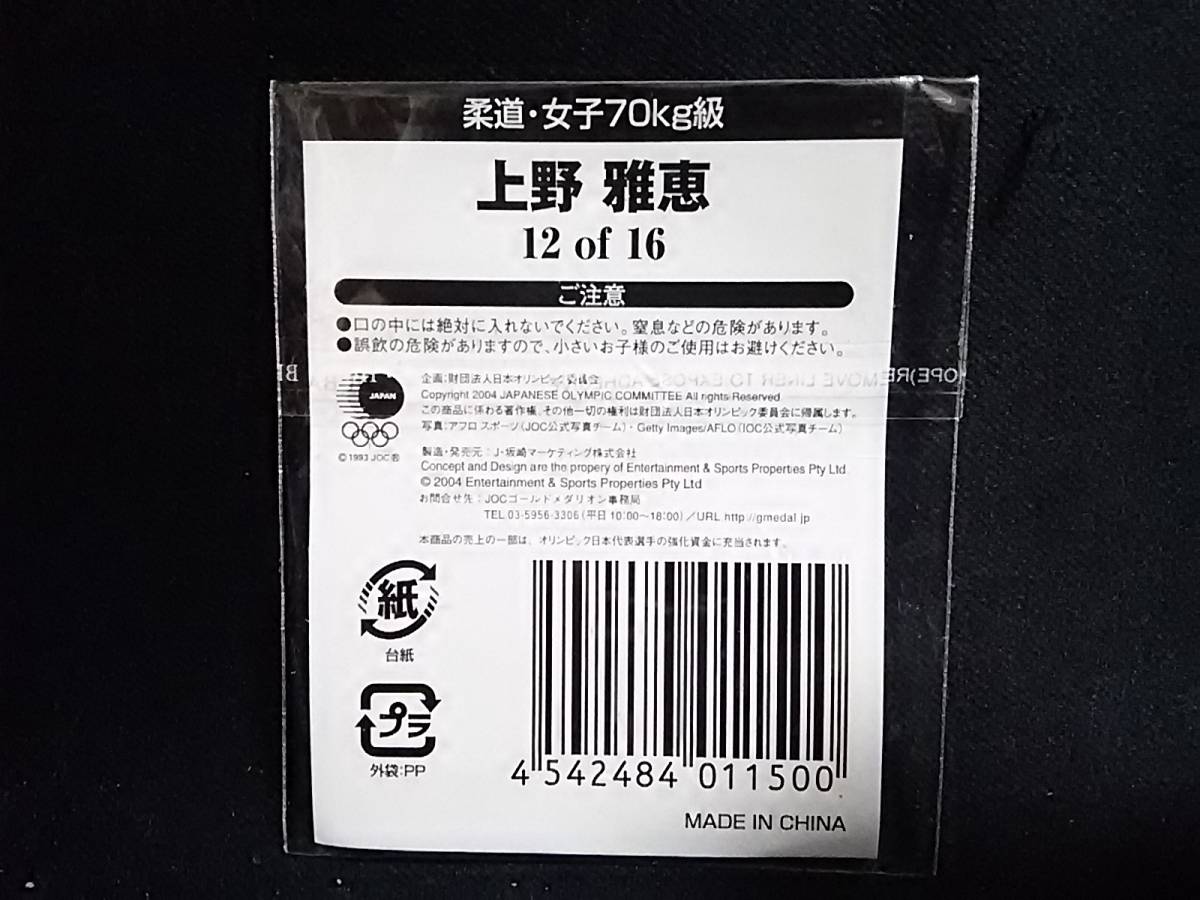 柔道・女子70kg級
上野 雅恵
12 of 16
ご注意
●口の中には絶対に入れないでください。窒息などの危険があります。
●誤飲の危険がありますので、小さいお子様のご使用はお避けください。
OPE)REMOVE LINER TO EXPOSE ADH
JAPAN
©1993 JOC
企画:財団法人日本オリンピック委員会
Copyright 2004 JAPANESE OLYMPIC COMMITTEE All rights Reserved.
この商品に係わる著作権、その他一切の権利は財団法人日本オリンピック委員会に帰属します。
写真:アフロ スポーツ(JOC公式写真チーム)・Getty Images/AFLO(IOC公式写真チーム)
製造・発売元:J・坂崎マーケティング株式会社
Concept and Design are the propery of Entertainment & Sports Properties Pty Ltd.
© 2004 Entertainment & Sports Properties Pty Ltd
お問合せ先:JOCゴールドメダリオン事務局
TEL 03-5956-3306(平日10:00〜18:00)/URL http://gmedal.jp
本商品の売上の一部は、オリンピック日本代表選手の強化資金に充当されます。
紙
台紙
プラ
外袋:PP
4 542484 011500
MADE IN CHINA